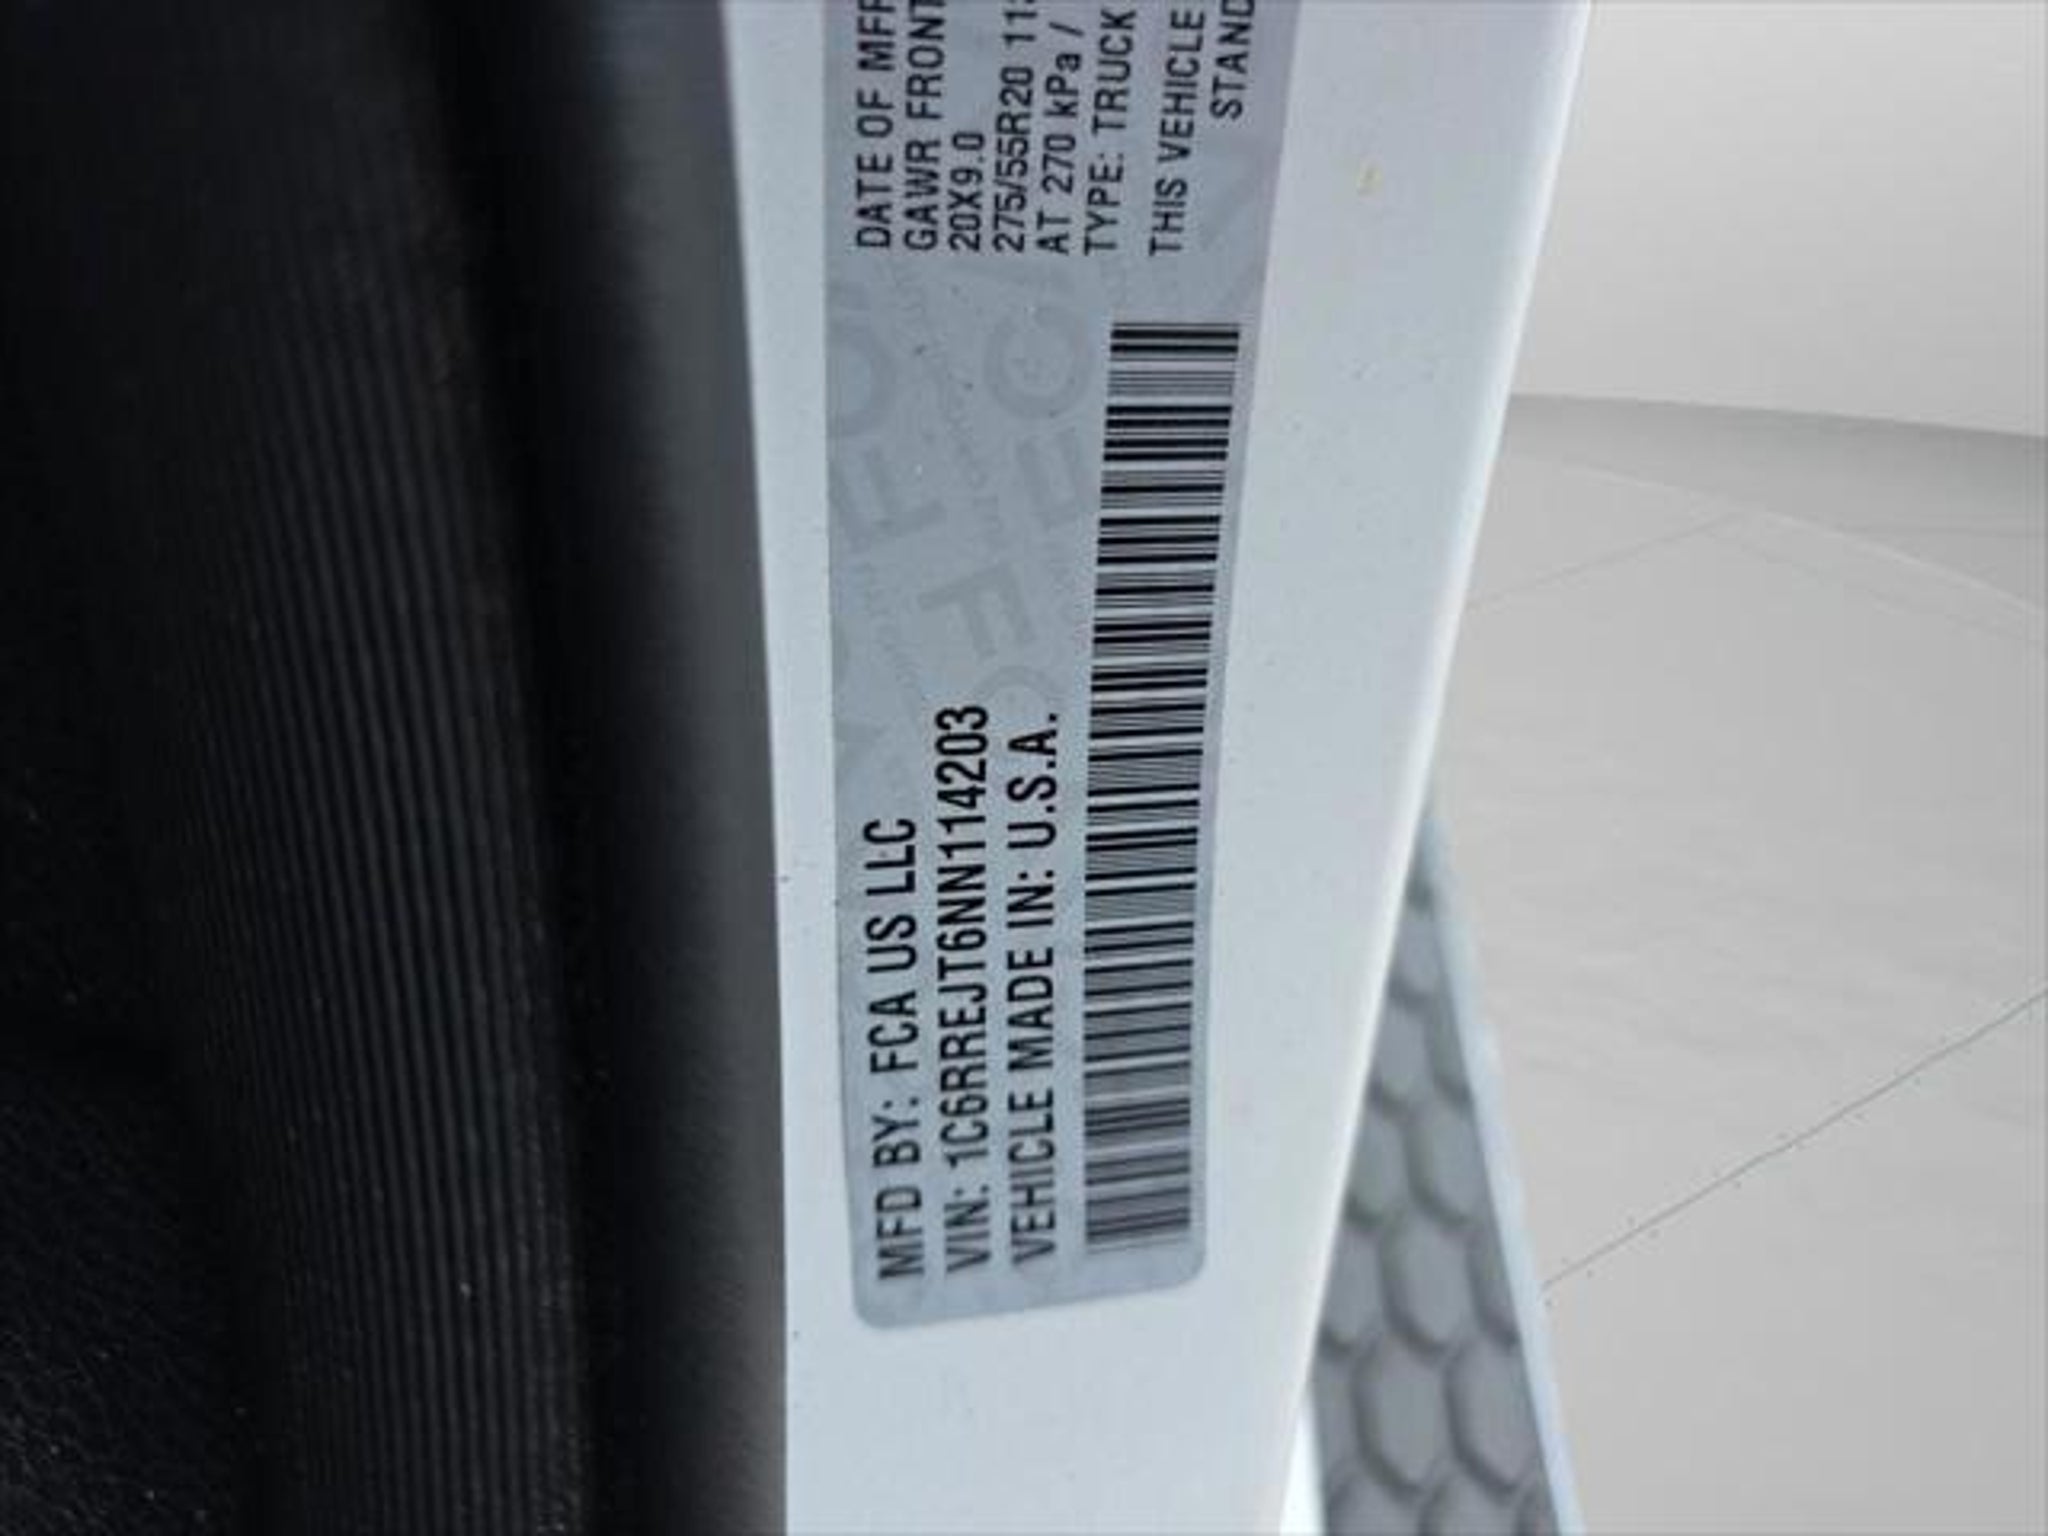 MFD BY: FCA US LLC
VIN: 1C6RREJT6NN114203
VEHICLE MADE IN: U.S.A.
DATE OF MFR
GAWR FRONT
20X9.0
275/55R20 113
AT 270 kPa /
TYPE: TRUCK
THIS VEHICLE
STAND